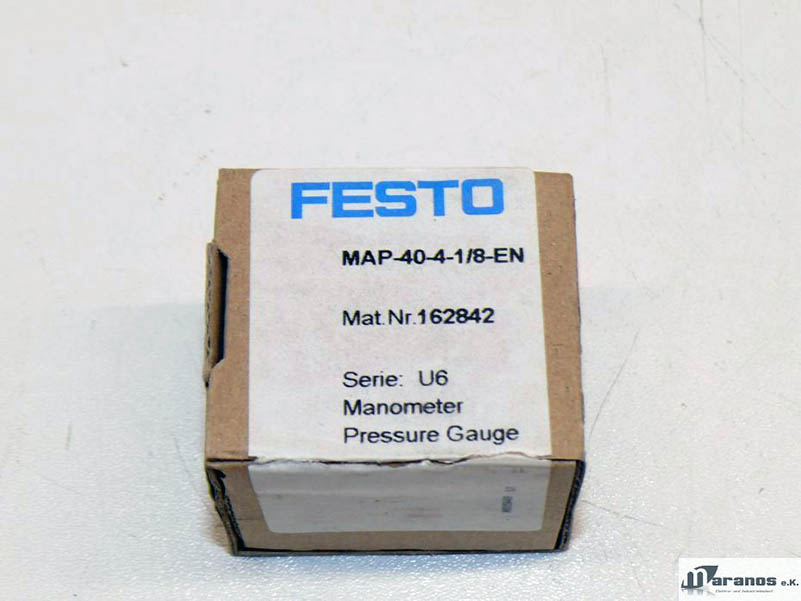 FESTO
MAP-40-4-1/8-EN
Mat.Nr.162842
Serie: U6
Manometer
Pressure Gauge
Maranos e.K.